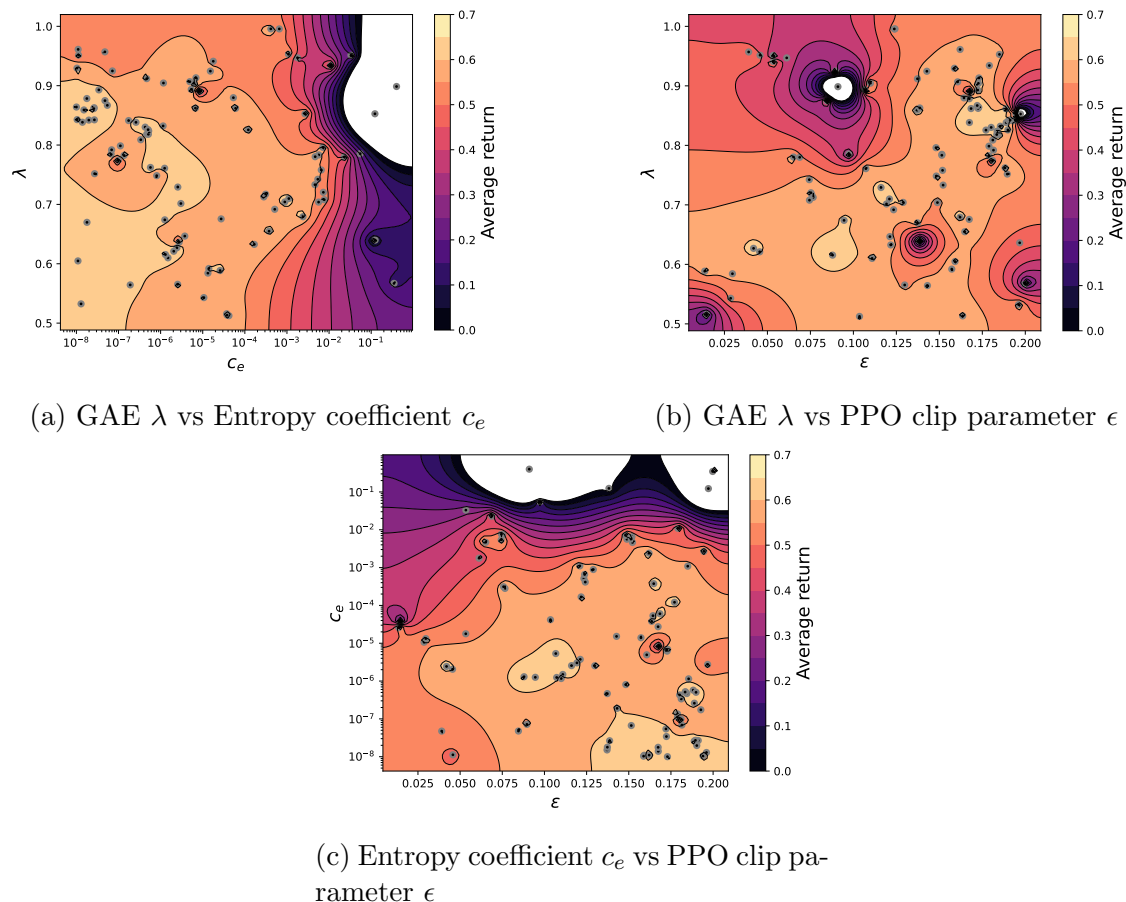 1.0
0.9
0.8
0.7
0.6
0.5
λ
10⁻⁸ 10⁻⁷ 10⁻⁶ 10⁻⁵ 10⁻⁴ 10⁻³ 10⁻² 10⁻¹
cₑ
0.7
0.6
0.5
0.4
0.3
0.2
0.1
0.0
Average return
(a) GAE λ vs Entropy coefficient cₑ
1.0
0.9
0.8
0.7
0.6
0.5
λ
0.025 0.050 0.075 0.100 0.125 0.150 0.175 0.200
ε
0.7
0.6
0.5
0.4
0.3
0.2
0.1
0.0
Average return
(b) GAE λ vs PPO clip parameter ϵ
10⁻¹
10⁻²
10⁻³
10⁻⁴
10⁻⁵
10⁻⁶
10⁻⁷
10⁻⁸
cₑ
0.025 0.050 0.075 0.100 0.125 0.150 0.175 0.200
ε
0.7
0.6
0.5
0.4
0.3
0.2
0.1
0.0
Average return
(c) Entropy coefficient cₑ vs PPO clip pa-
rameter ϵ